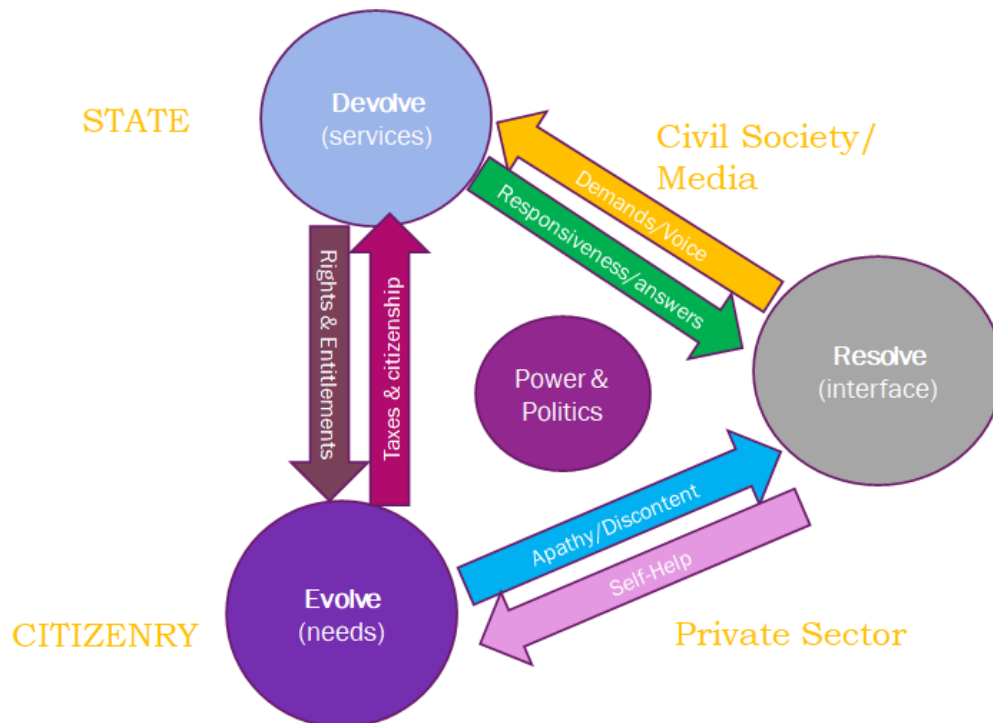 STATE
Devolve
(services)
Civil Society/
Media
Demands/Voice
Responsiveness/answers
Rights & Entitlements
Taxes & citizenship
Power &
Politics
Resolve
(interface)
Apathy/Discontent
Self-Help
CITIZENRY
Evolve
(needs)
Private Sector